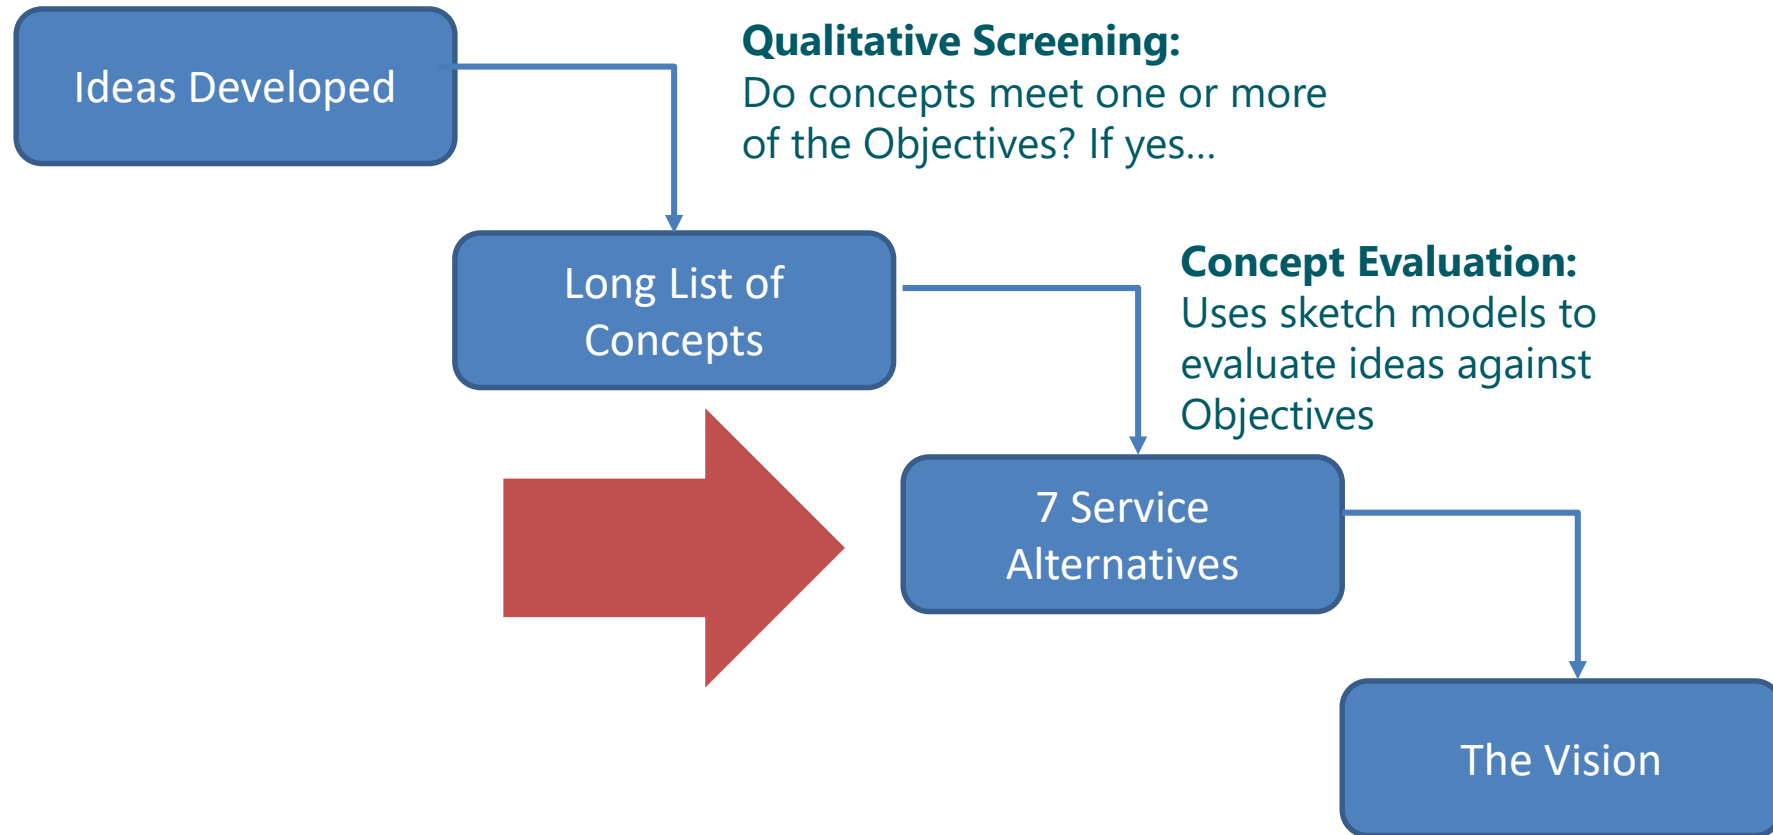 Ideas Developed
Qualitative Screening:
Do concepts meet one or more
of the Objectives? If yes…
Long List of
Concepts
Concept Evaluation:
Uses sketch models to
evaluate ideas against
Objectives
7 Service
Alternatives
The Vision